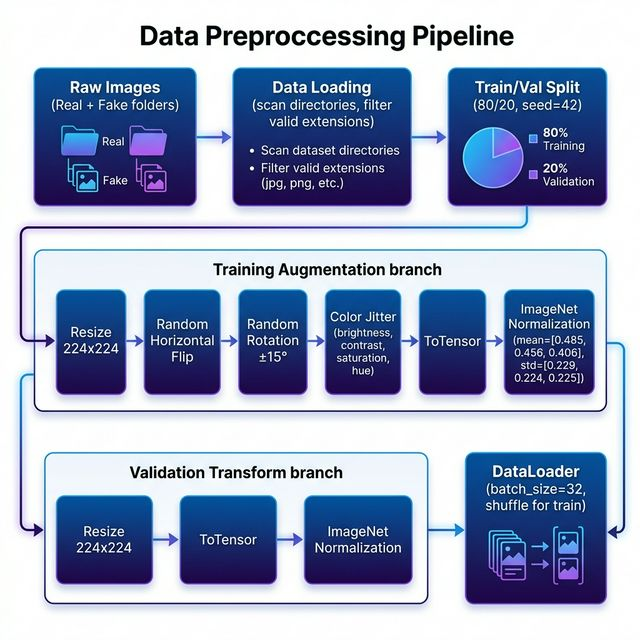 Data Preproccessing Pipeline
Raw Images
(Real + Fake folders)
Real
Fake
Data Loading
(scan directories, filter
valid extensions)
• Scan dataset directories
• Filter valid extensions
(jpg, png, etc.)
Train/Val Split
(80/20, seed=42)
80%
Training
20%
Validation
Training Augmentation branch
Resize
224x224
Random
Horizontal
Flip
Random
Rotation
±15°
Color Jitter
(brightness,
contrast,
saturation,
hue)
ToTensor
ImageNet
Normalization
(mean=[0.485,
0.456, 0.406],
std=[0.229,
0.224, 0.225])
Validation Transform branch
Resize
224x224
ToTensor
ImageNet
Normalization
DataLoader
(batch_size=32,
shuffle for train)